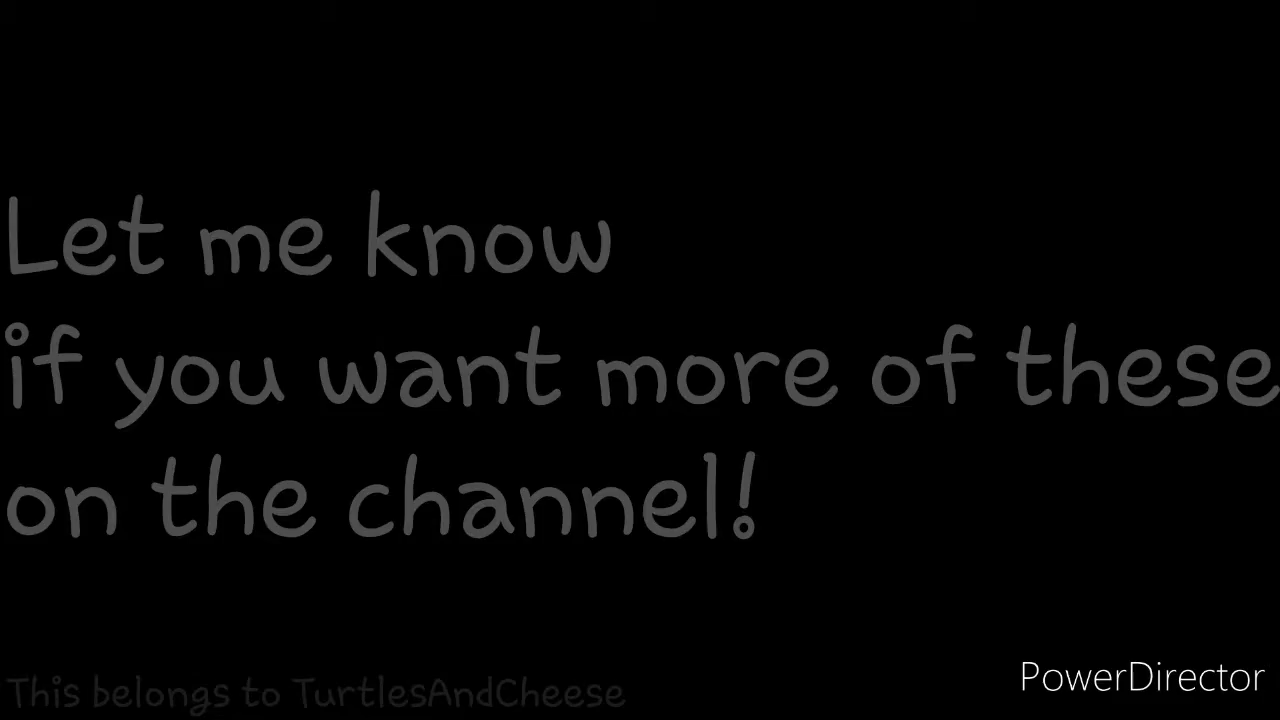 Let me know
if you want more of these
on the channel!
This belongs to TurtlesAndCheese
PowerDirector